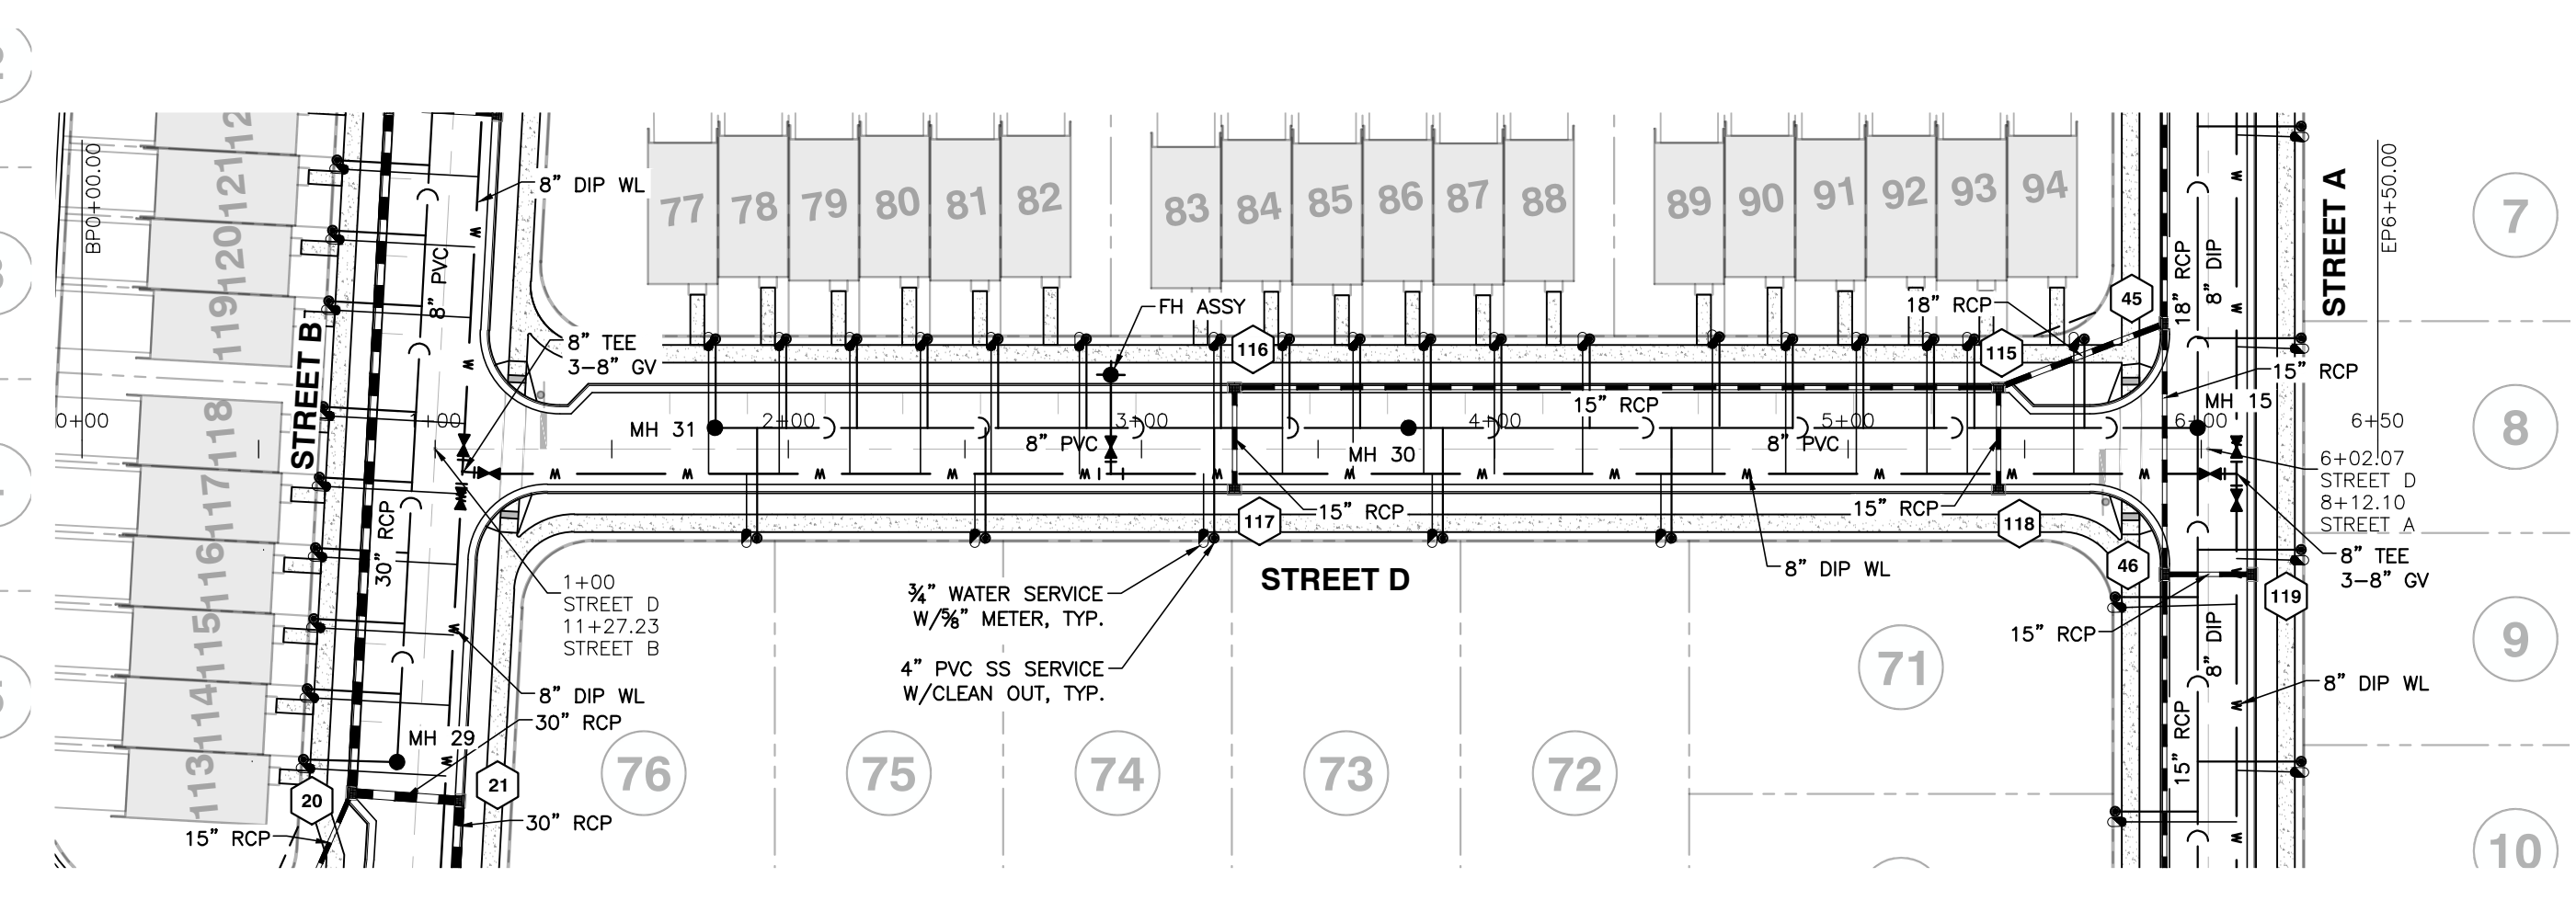 BP0+00.00
STREET B
0+00
112
121
120
119
118
117
116
115
114
113
8" DIP WL
8" PVC
30" RCP
8" TEE
3-8" GV
1+00
1+00
STREET D
11+27.23
STREET B
8" DIP WL
30" RCP
MH 29
20
21
15" RCP
30" RCP
77
78
79
80
81
82
83
84
85
86
87
88
89
90
91
92
93
94
FH ASSY
116
115
18" RCP
45
15" RCP
MH 31
2+00
3+00
4+00
5+00
6+00
6+50
8" PVC
MH 30
8" PVC
MH 15
W
117
15" RCP
15" RCP
118
STREET D
8" DIP WL
46
¾" WATER SERVICE
W/⅝" METER, TYP.
4" PVC SS SERVICE
W/CLEAN OUT, TYP.
76
75
74
73
72
71
18" RCP
8" DIP
STREET A
EP6+50.00
15" RCP
6+02.07
STREET D
8+12.10
STREET A
8" TEE
3-8" GV
119
15" RCP
8" DIP
8" DIP WL
15" RCP
7
8
9
10